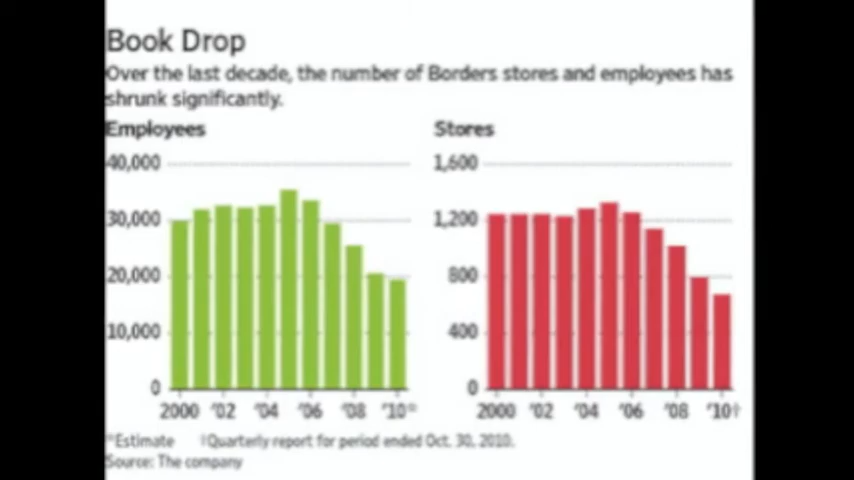 Book Drop
Over the last decade, the number of Borders stores and employees has
shrunk significantly.
Employees
40,000
30,000
20,000
10,000
0
2000 '02 '04 '06 '08 '10*
Stores
1,600
1,200
800
400
0
2000 '02 '04 '06 '08 '10†
*Estimate †Quarterly report for period ended Oct. 30, 2010.
Source: The company